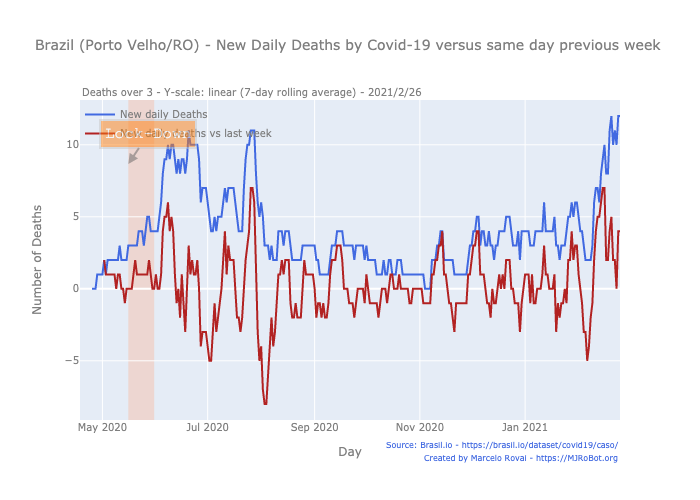 Brazil (Porto Velho/RO) - New Daily Deaths by Covid-19 versus same day previous week
Deaths over 3 - Y-scale: linear (7-day rolling average) - 2021/2/26
New daily Deaths
vs last week
Lock-Down
10
5
0
−5
Number of Deaths
May 2020
Jul 2020
Sep 2020
Nov 2020
Jan 2021
Day
Source: Brasil.io - https://brasil.io/dataset/covid19/caso/
Created by Marcelo Rovai - https://MJRoBot.org